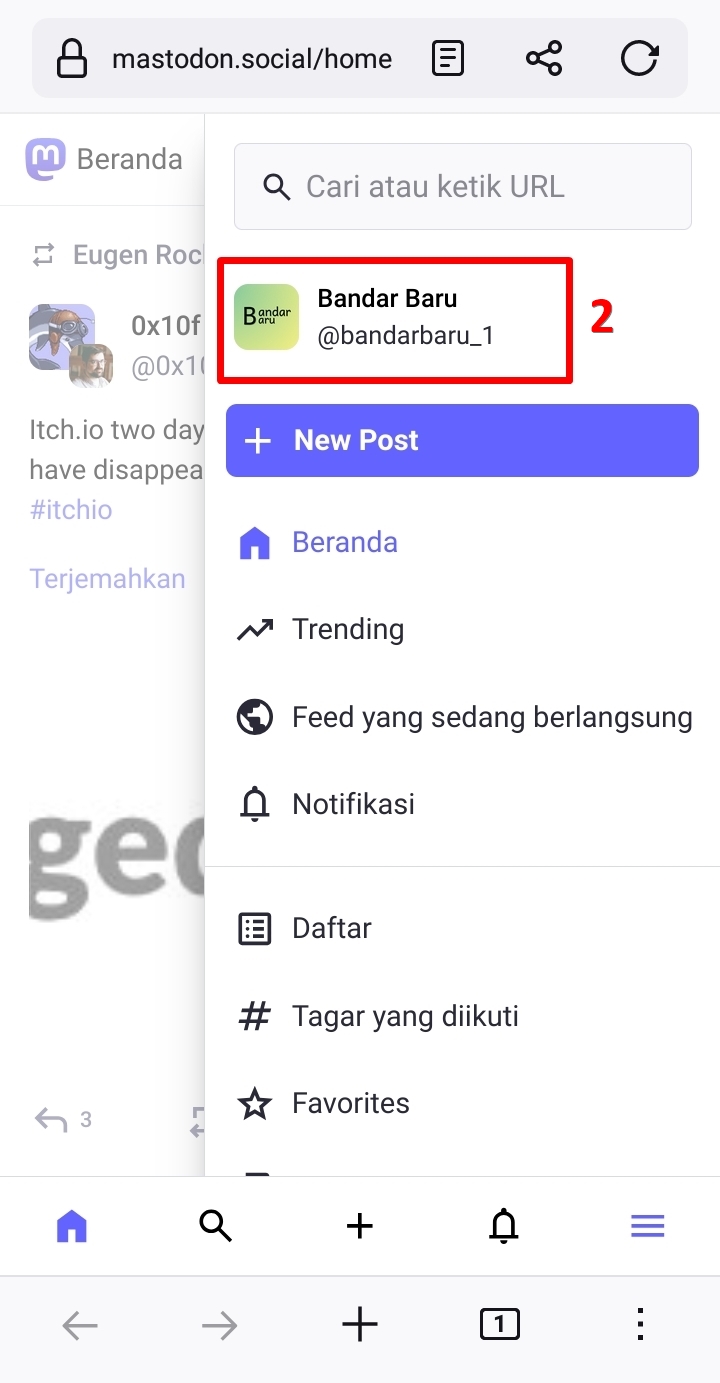 mastodon.social/home
Beranda
Eugen Roc
0x10f
@0x10
Itch.io two day
have disappea
#itchio
Terjemahkan
gec
3
Cari atau ketik URL
Bandar Baru
@bandarbaru_1
Bandar
Baru
2
New Post
Beranda
Trending
Feed yang sedang berlangsung
Notifikasi
Daftar
Tagar yang diikuti
Favorites
1